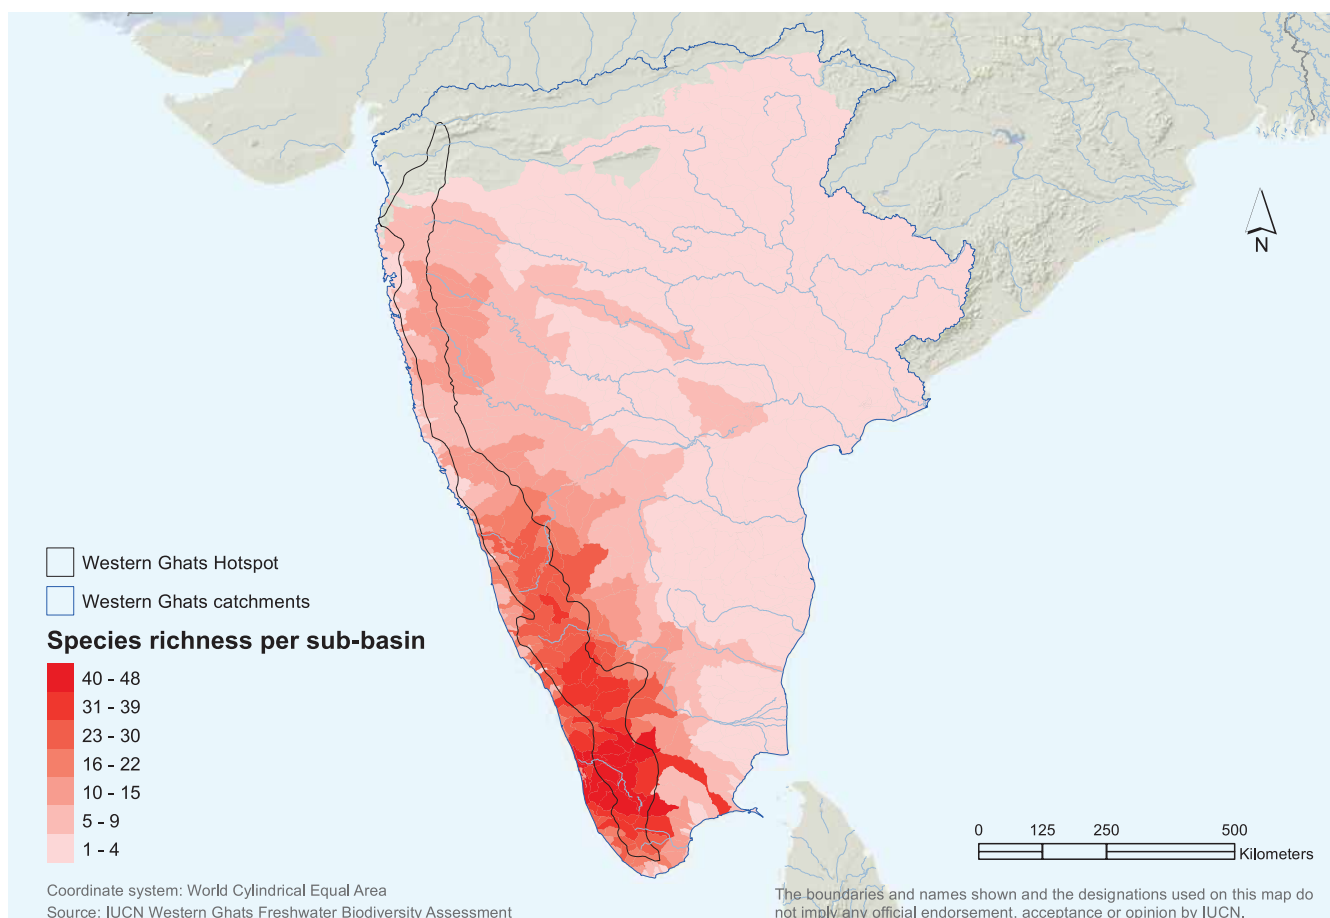 N
Western Ghats Hotspot
Western Ghats catchments
Species richness per sub-basin
40 - 48
31 - 39
23 - 30
16 - 22
10 - 15
5 - 9
1 - 4
0 125 250 500
Kilometers
Coordinate system: World Cylindrical Equal Area
Source: IUCN Western Ghats Freshwater Biodiversity Assessment
The boundaries and names shown and the designations used on this map do
not imply any official endorsement, acceptance or opinion by IUCN.